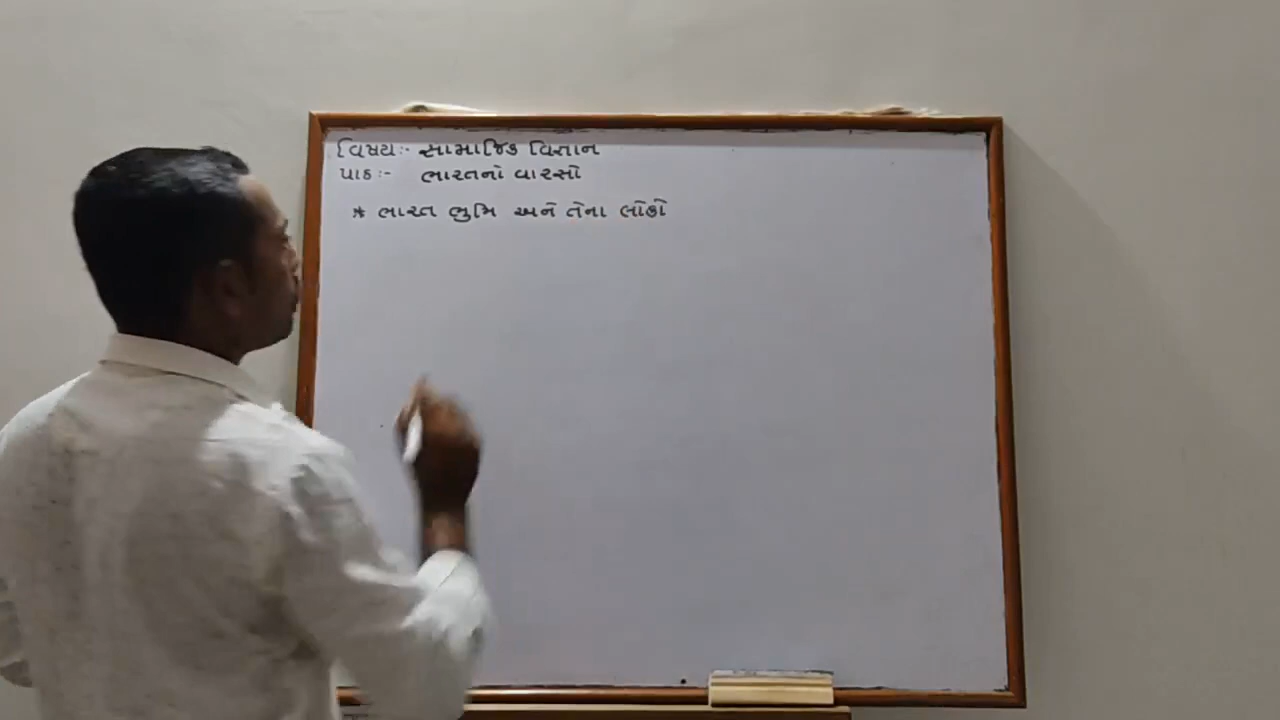 વિષય:- સામાજિક વિજ્ઞાન
પાઠ:- ભારતનો વારસો
* ભારત ભુમિ અને તેના લોકો